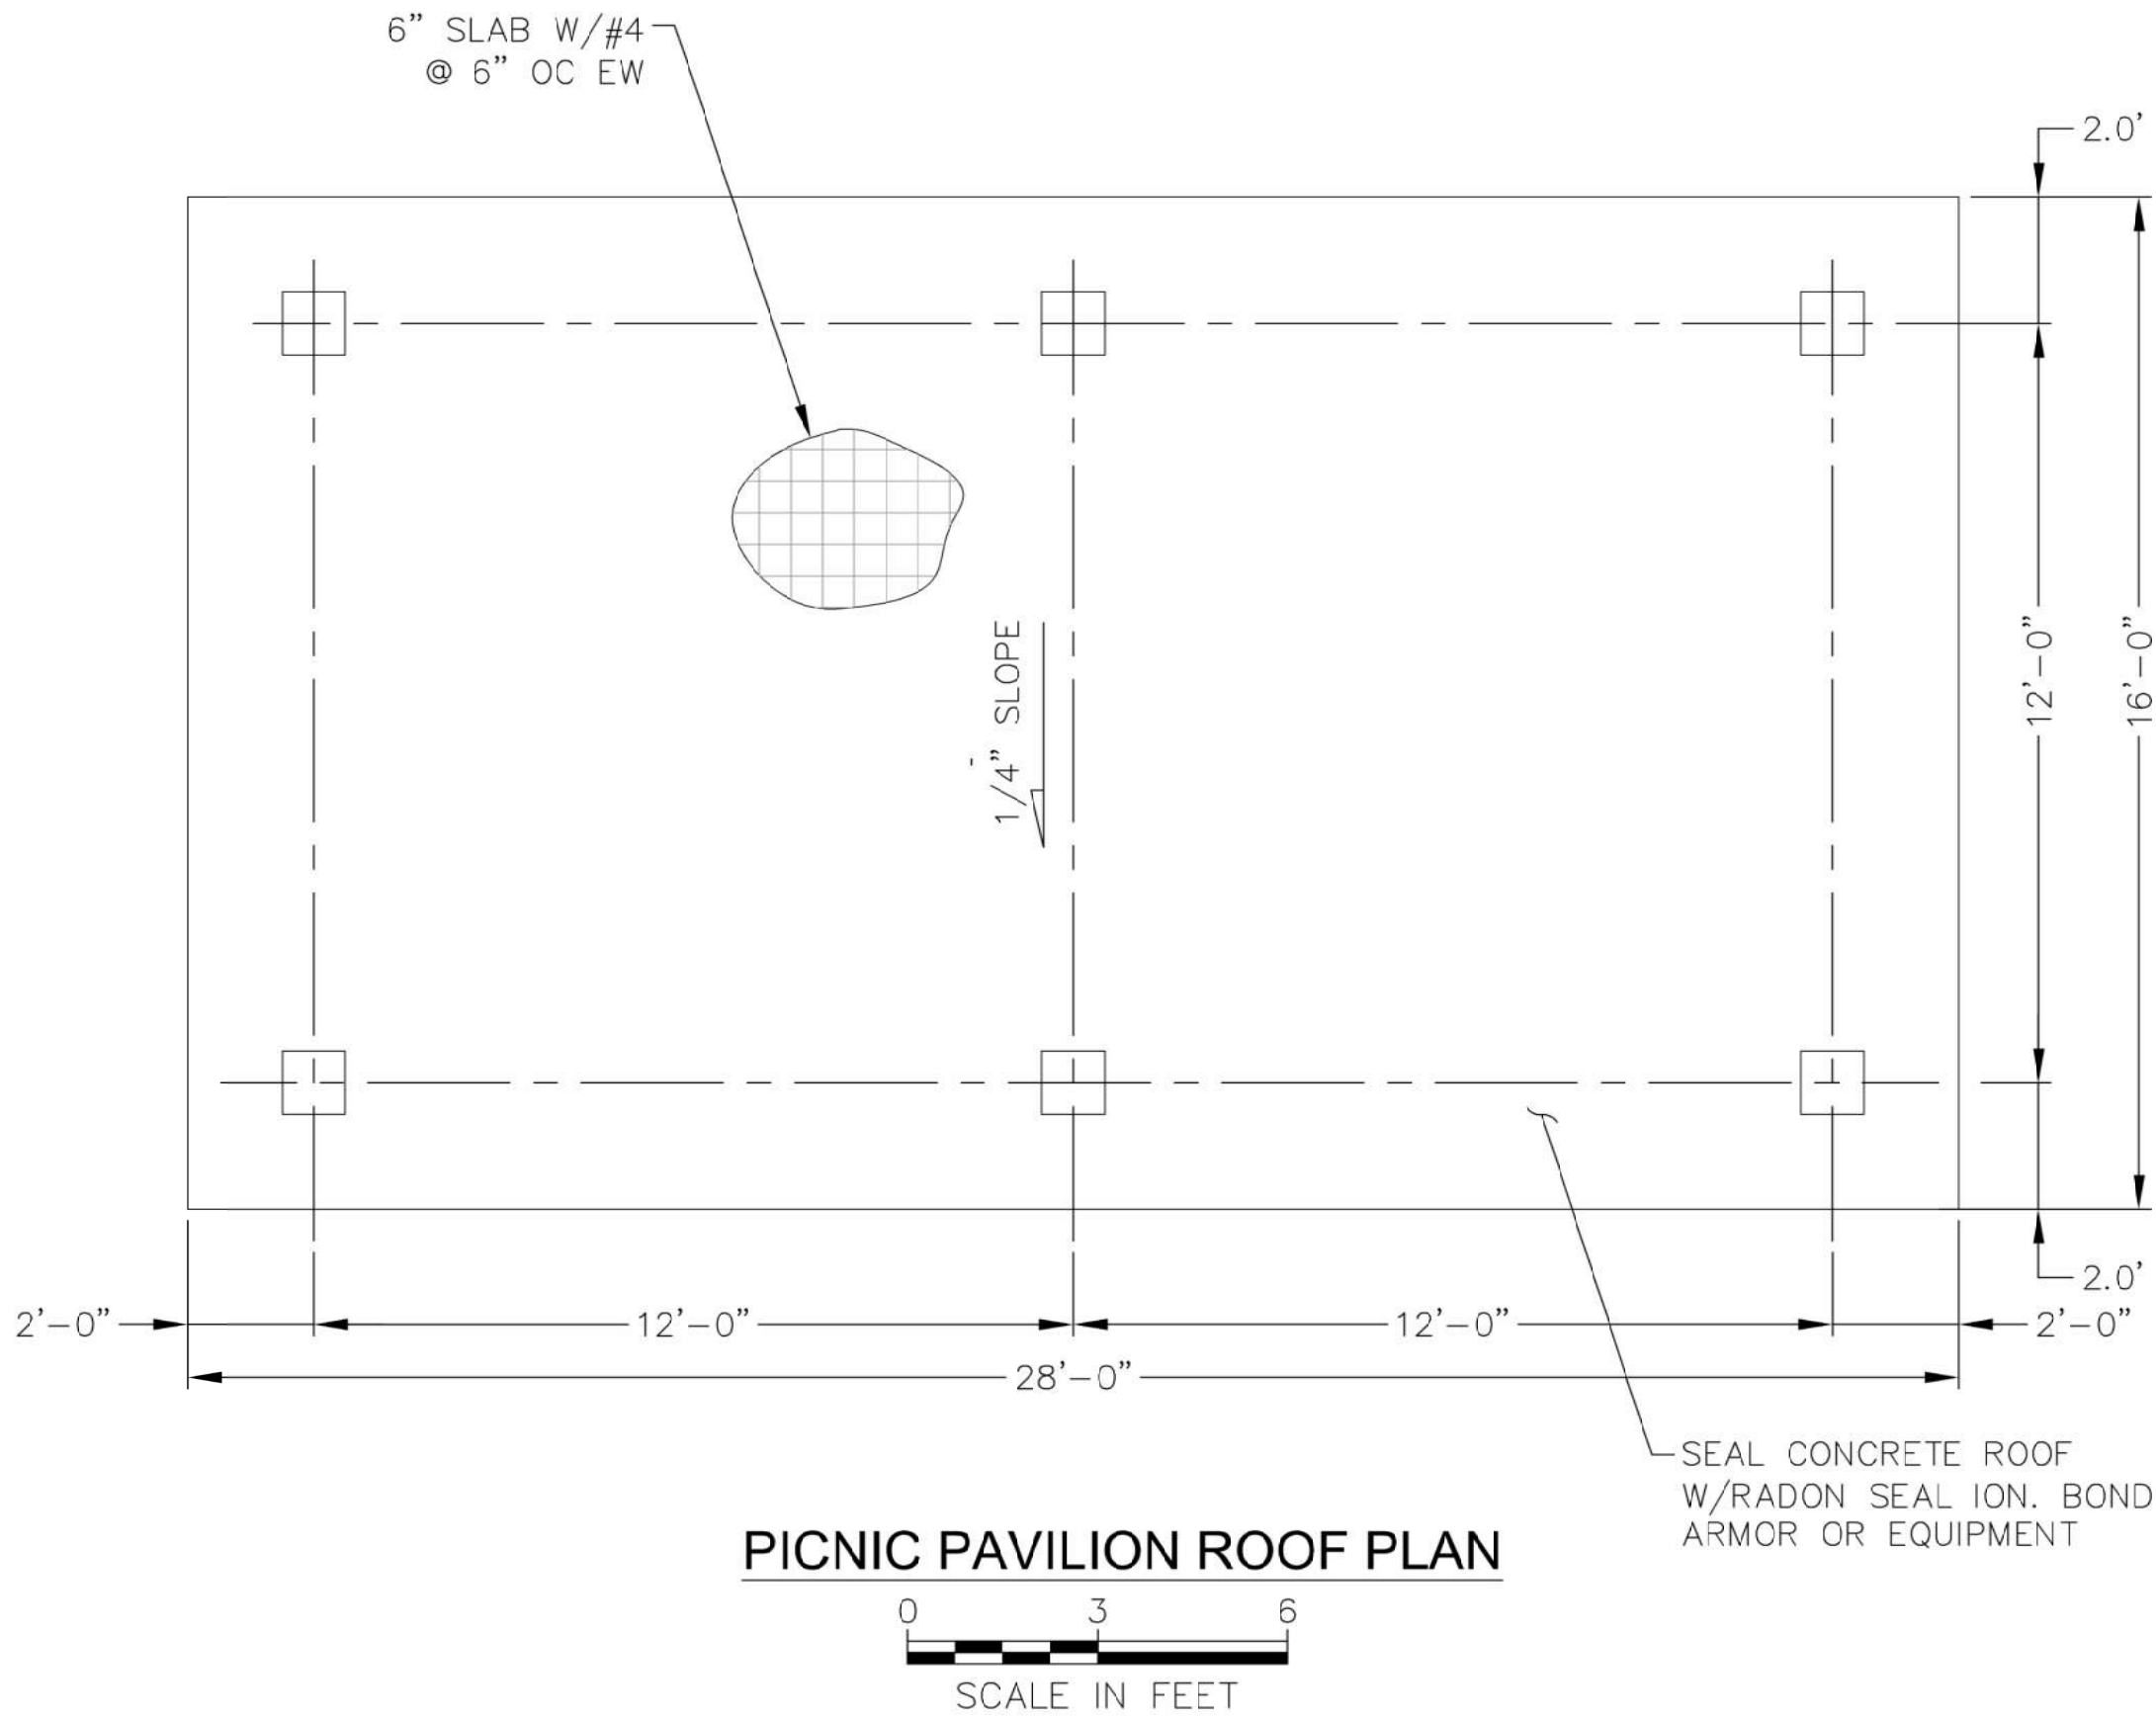 6” SLAB W/#4
@ 6” OC EW
2.0’
1/4” SLOPE
12’-0”
16’-0”
2.0’
2’-0”
12’-0”
12’-0”
2’-0”
28’-0”
SEAL CONCRETE ROOF
W/RADON SEAL ION. BOND
ARMOR OR EQUIPMENT
PICNIC PAVILION ROOF PLAN
0 3 6
SCALE IN FEET